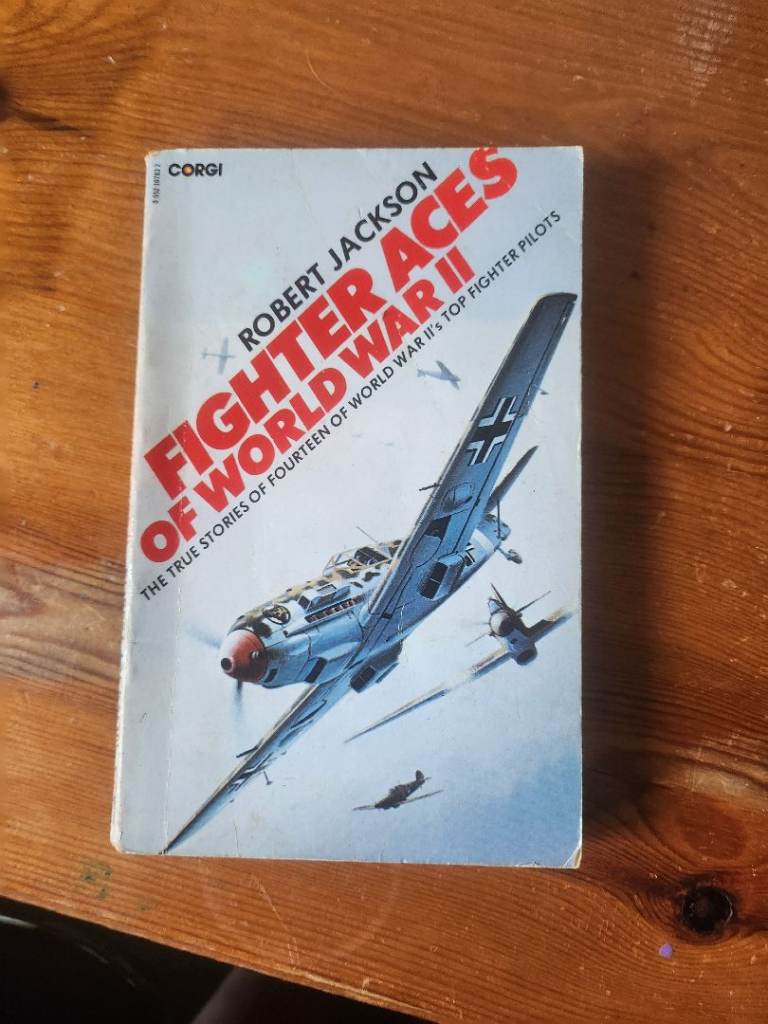 CORGI
ROBERT JACKSON
FIGHTER ACES
OF WORLD WAR II
THE TRUE STORIES OF FOURTEEN OF WORLD WAR II's TOP FIGHTER PILOTS